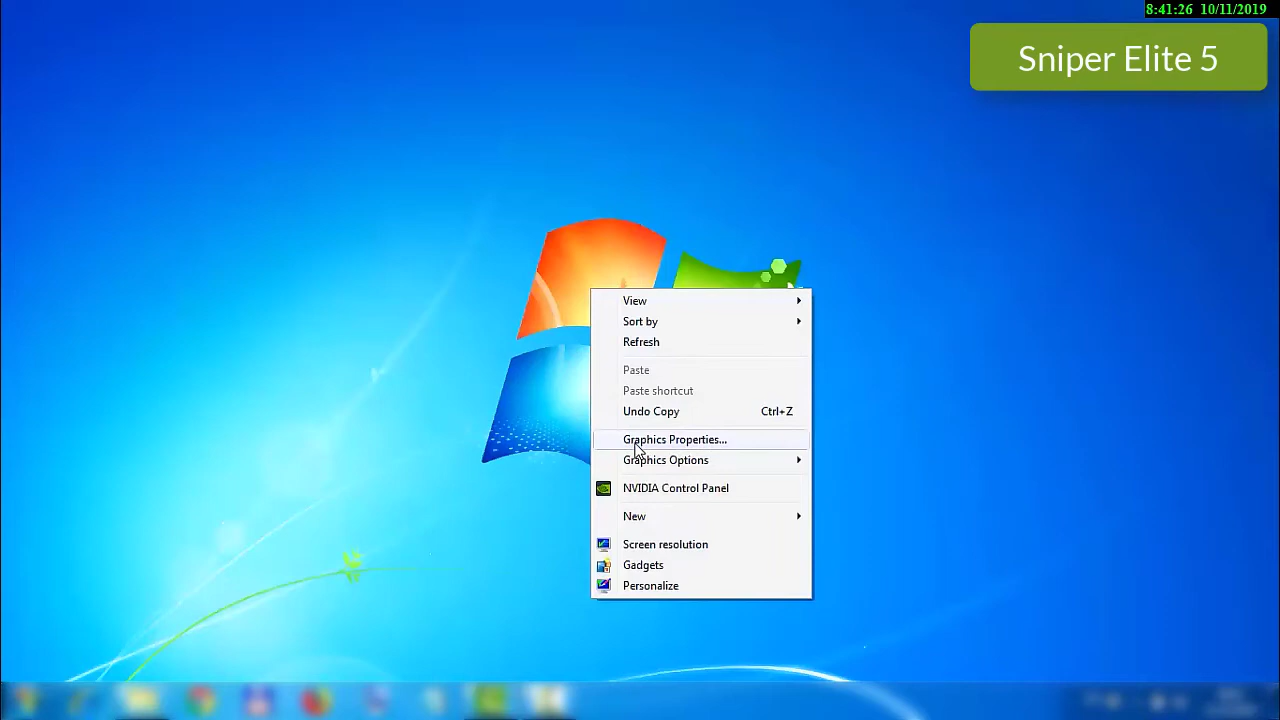 8:41:26 10/11/2019
Sniper Elite 5
View
Sort by
Refresh
Paste
Paste shortcut
Undo Copy Ctrl+Z
Graphics Properties...
Graphics Options
NVIDIA Control Panel
New
Screen resolution
Gadgets
Personalize